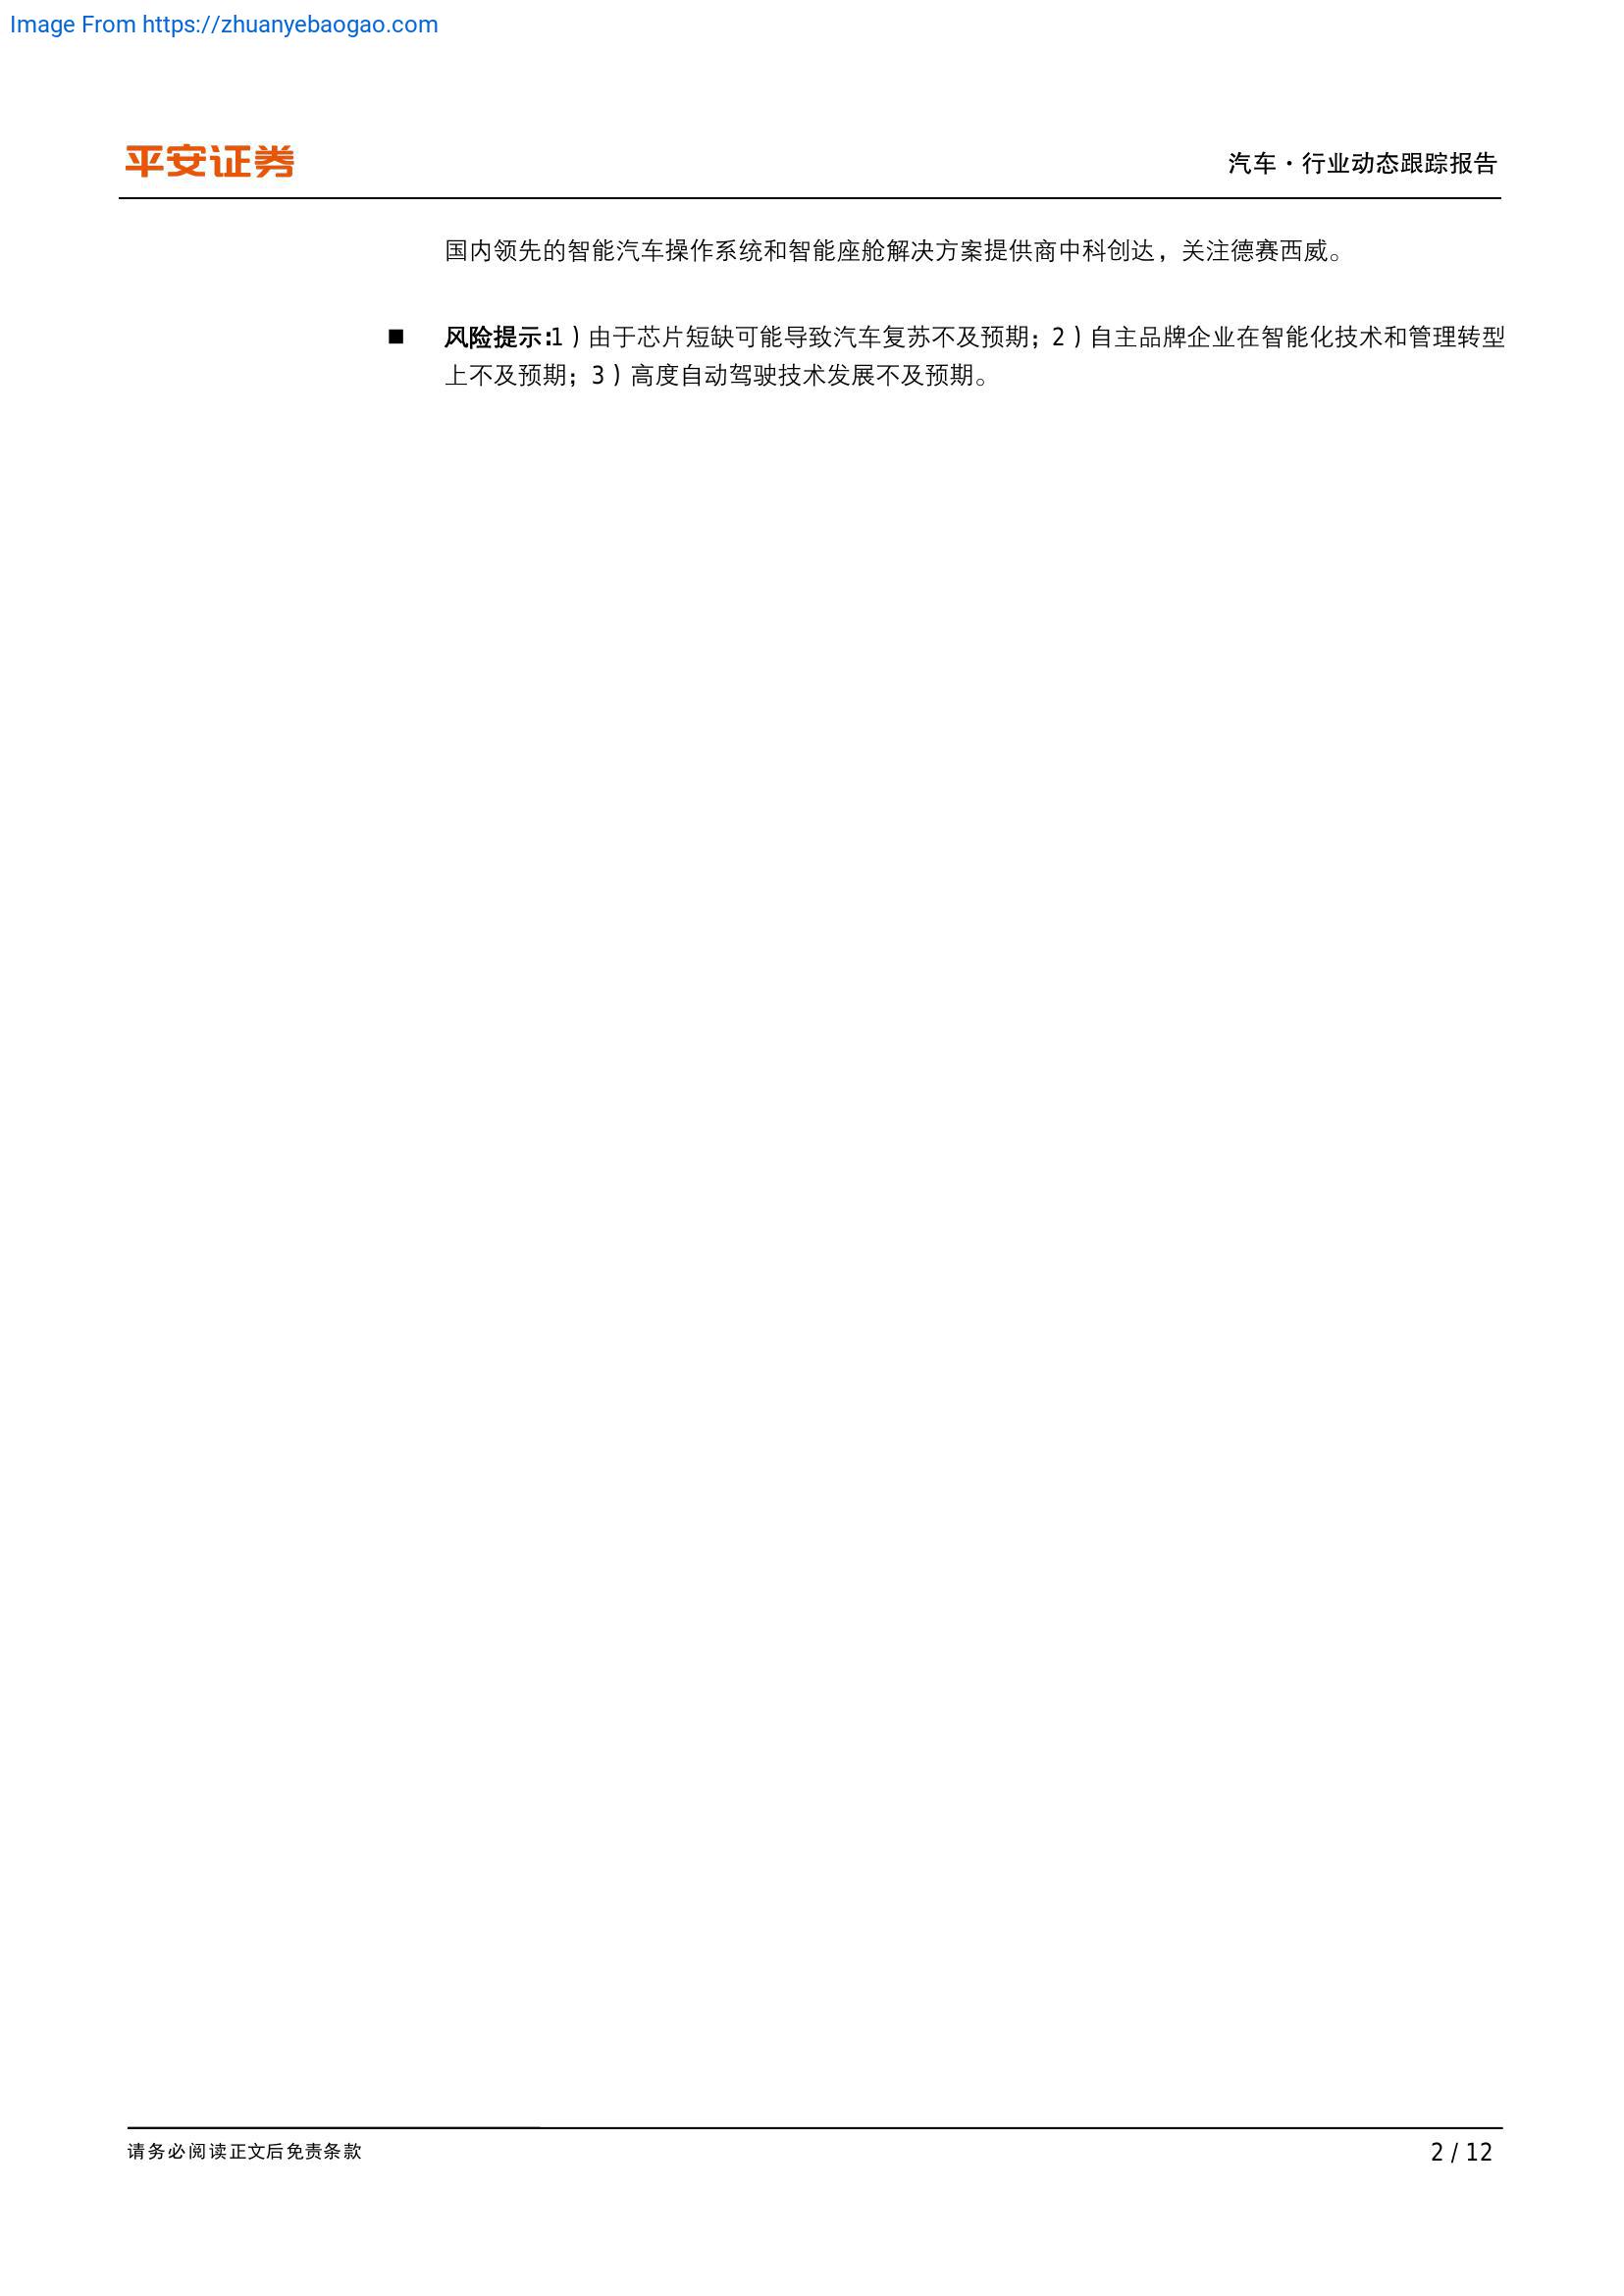 Image From https://zhuanyebaogao.com
平安证券
汽车·行业动态跟踪报告
国内领先的智能汽车操作系统和智能座舱解决方案提供商中科创达，关注德赛西威。
■ 风险提示:1）由于芯片短缺可能导致汽车复苏不及预期；2）自主品牌企业在智能化技术和管理转型
上不及预期；3）高度自动驾驶技术发展不及预期。
请务必阅读正文后免责条款
2 / 12